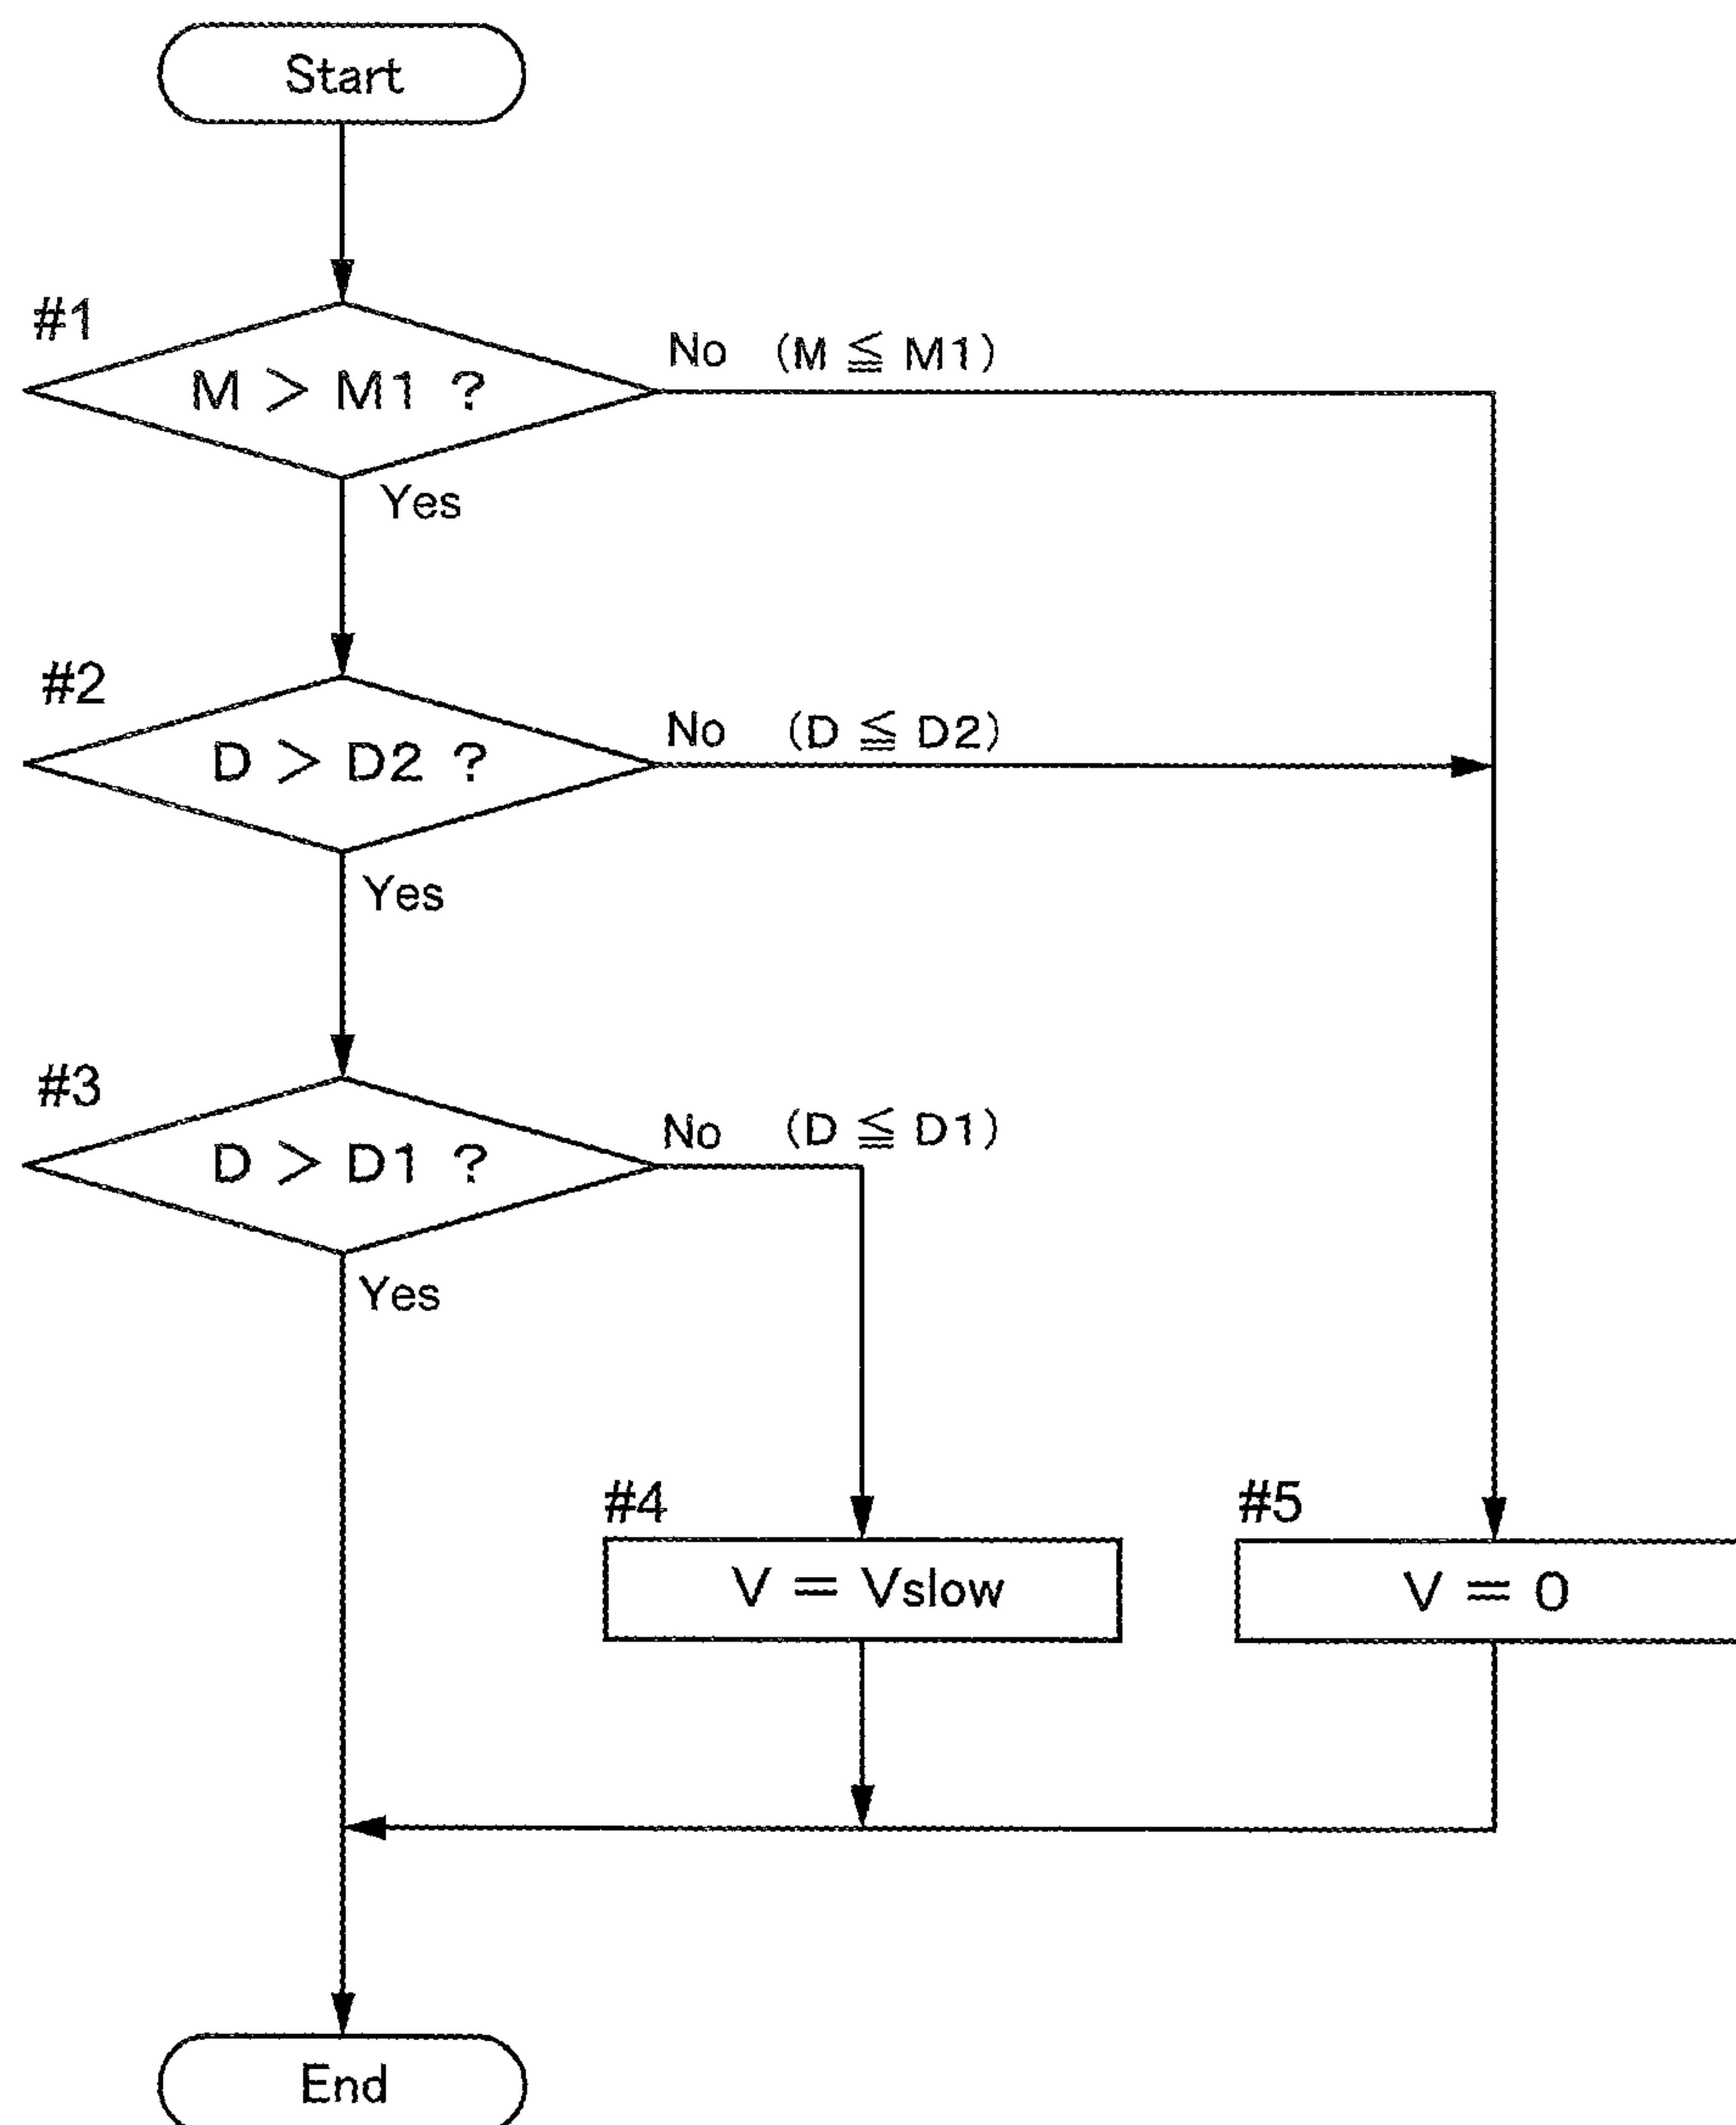 Start
#1
M > M1 ?
No (M ≦ M1)
Yes
#2
D > D2 ?
No (D ≦ D2)
Yes
#3
D > D1 ?
No (D ≦ D1)
Yes
#4
V = Vslow
#5
V = 0
End